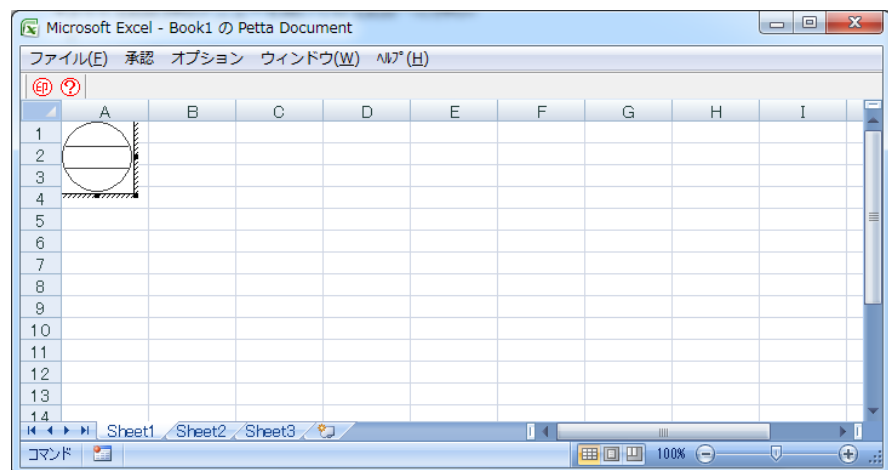 Microsoft Excel - Book1 の Petta Document
ファイル(F) 承認 オプション ウィンドウ(W) ﾍﾙﾌﾟ(H)
印 ?
A B C D E F G H I
1
2
3
4
5
6
7
8
9
10
11
12
13
14
Sheet1 Sheet2 Sheet3
コマンド 100%